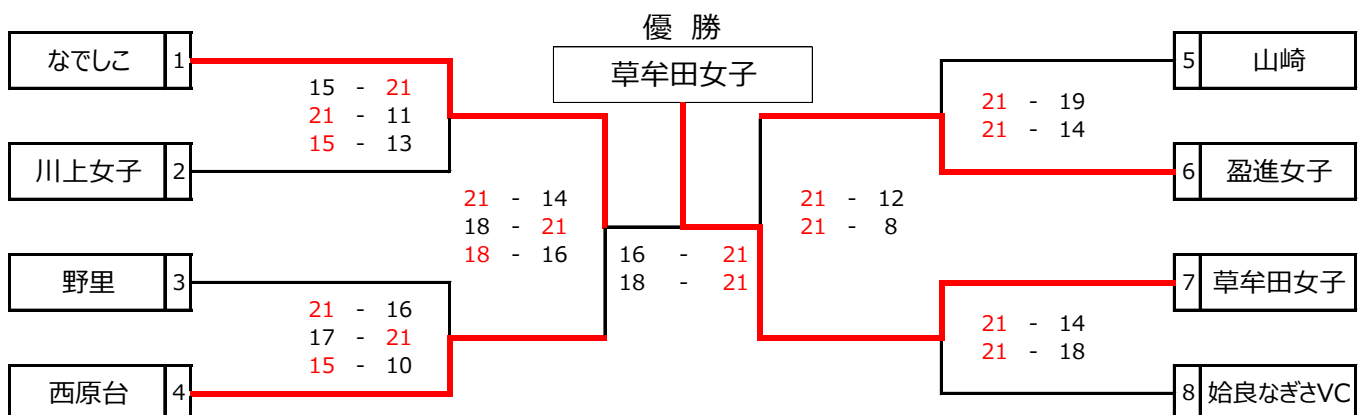 優 勝
草牟田女子
なでしこ 1
15 - 21
21 - 11
15 - 13
川上女子 2
21 - 14
18 - 21
18 - 16
野里 3
21 - 16
17 - 21
15 - 10
西原台 4
16 - 21
18 - 21
5 山崎
21 - 19
21 - 14
6 盈進女子
21 - 12
21 - 8
7 草牟田女子
21 - 14
21 - 18
8 姶良なぎさVC